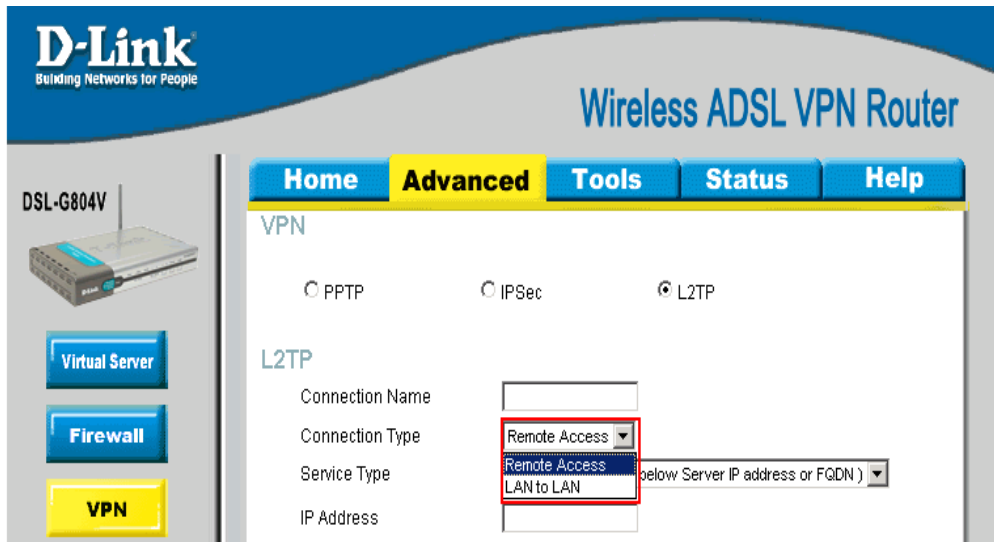 D-Link
Building Networks for People
Wireless ADSL VPN Router
DSL-G804V
Home Advanced Tools Status Help
VPN
PPTP IPSec L2TP
Virtual Server
L2TP
Connection Name
Firewall
Connection Type Remote Access
Remote Access
LAN to LAN
Service Type below Server IP address or FQDN )
VPN
IP Address